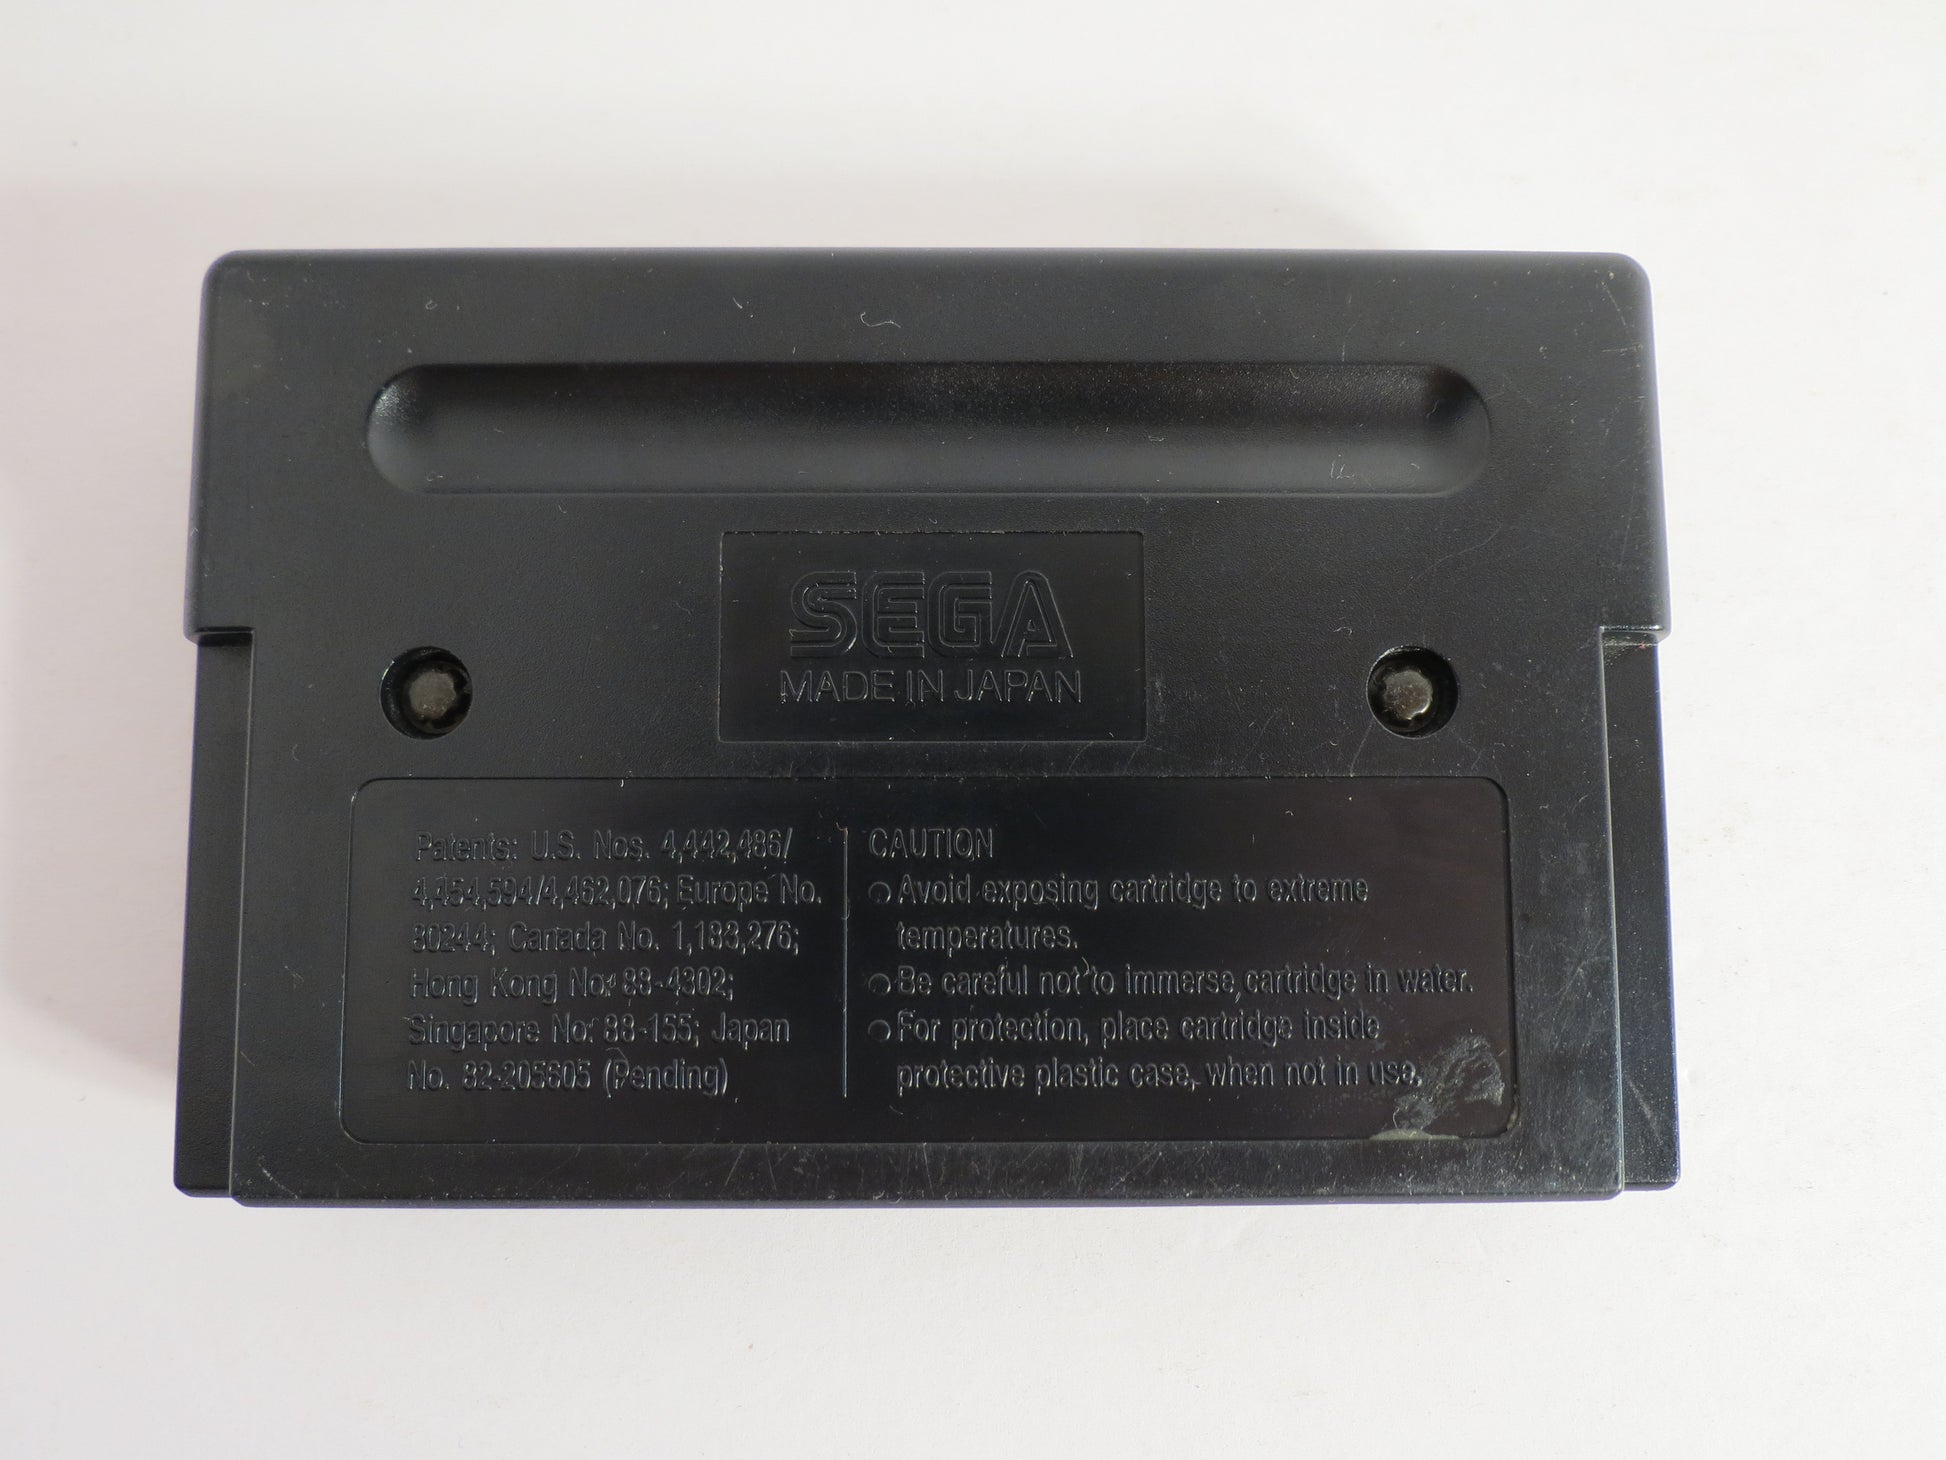 SEGA
MADE IN JAPAN
Patents: U.S. Nos. 4,442,486/
4,454,594/4,462,076; Europe No.
80244; Canada No. 1,183,276;
Hong Kong No. 88-4302;
Singapore No. 88-155; Japan
No. 82-205605 (Pending)
CAUTION
○ Avoid exposing cartridge to extreme
temperatures.
○ Be careful not to immerse cartridge in water.
○ For protection, place cartridge inside
protective plastic case, when not in use.